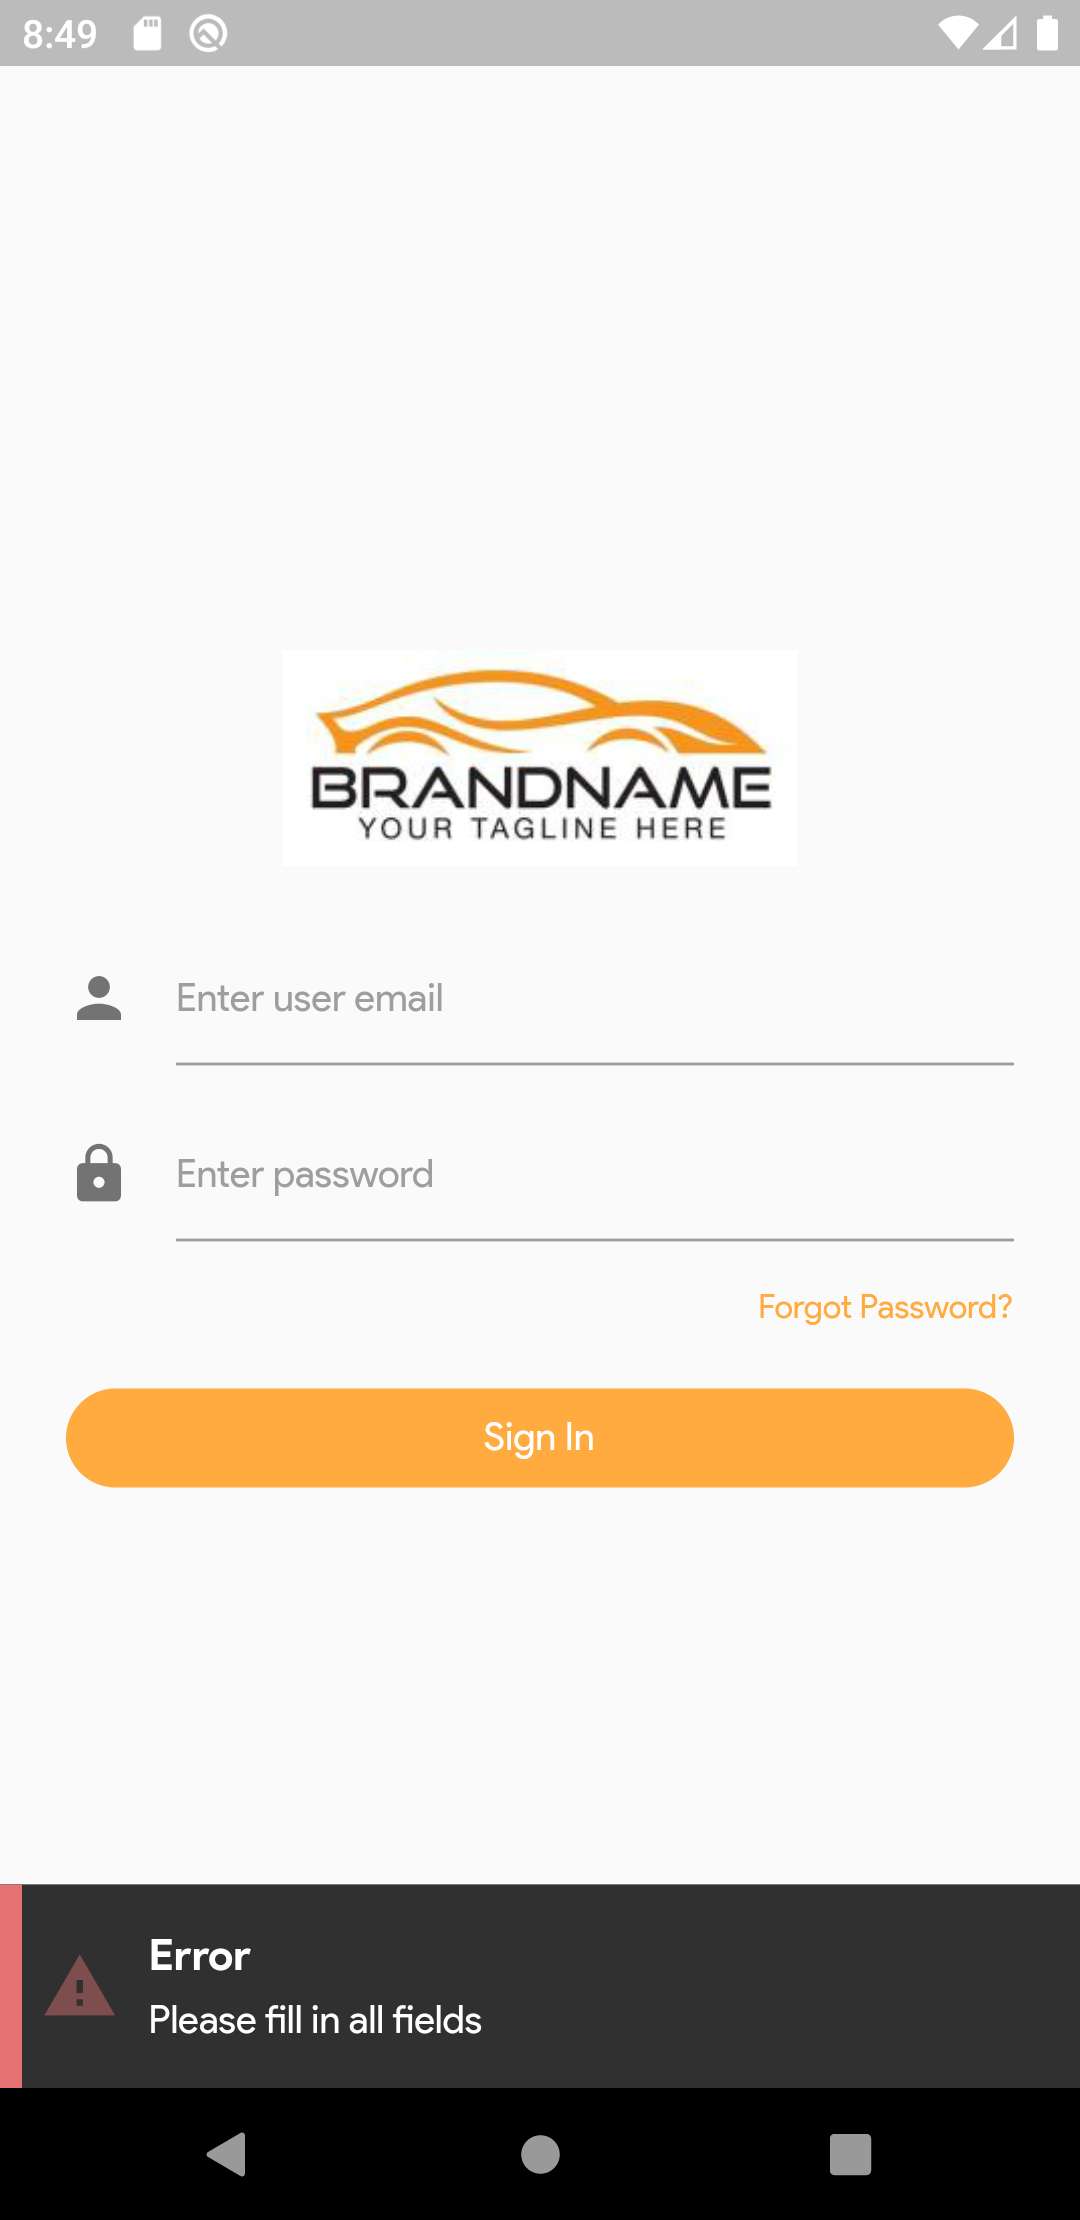 8:49
BRANDNAME
YOUR TAGLINE HERE
Enter user email
Enter password
Forgot Password?
Sign In
Error
Please fill in all fields